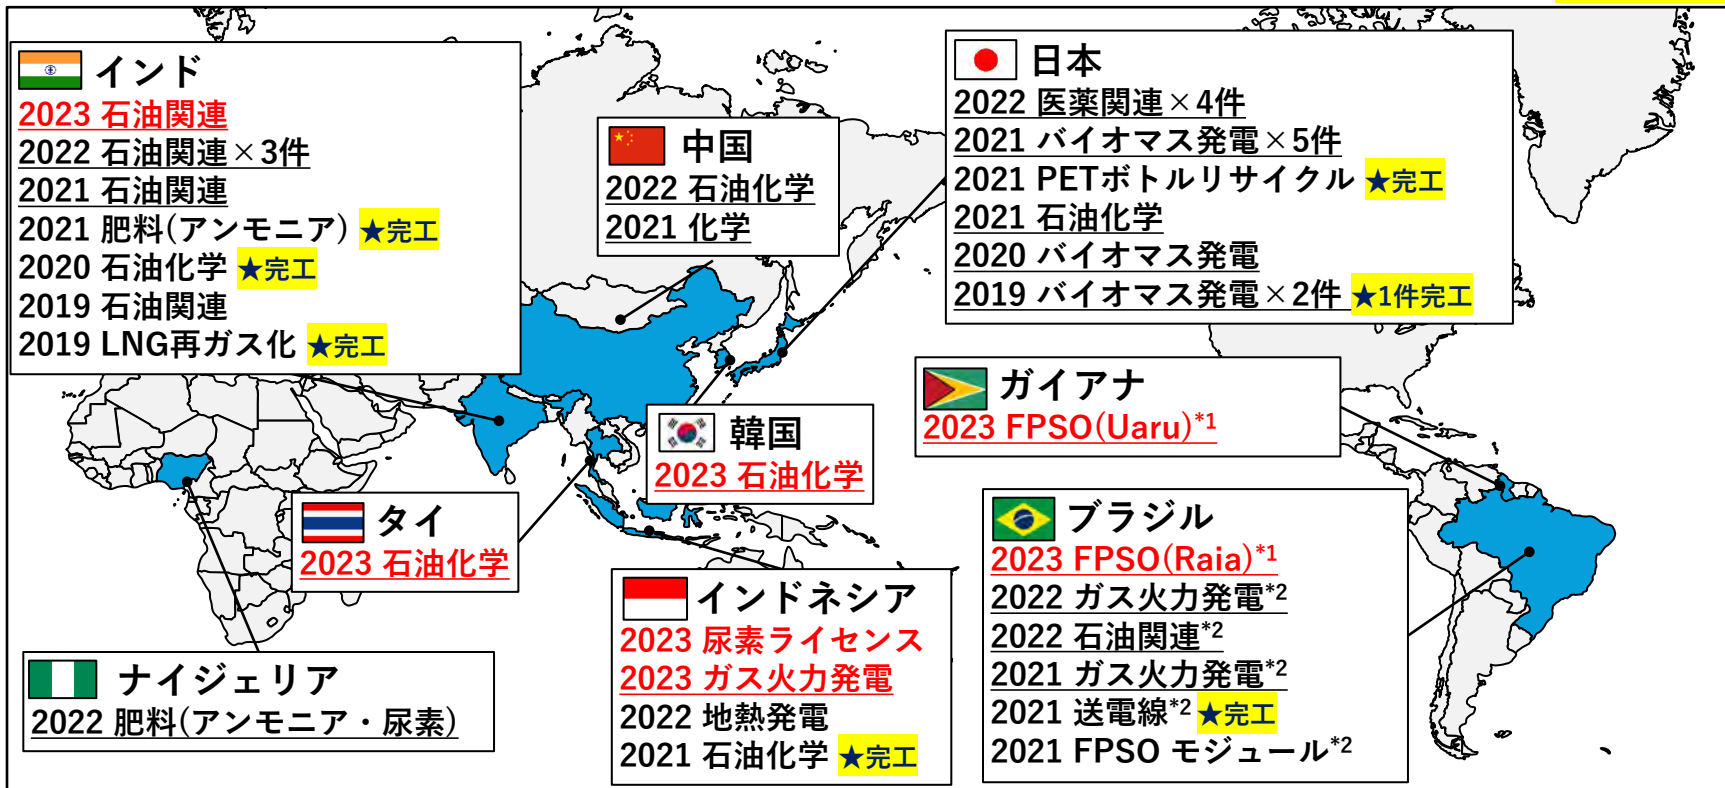 インド
2023 石油関連
2022 石油関連×3件
2021 石油関連
2021 肥料(アンモニア) ★完工
2020 石油化学 ★完工
2019 石油関連
2019 LNG再ガス化 ★完工
中国
2022 石油化学
2021 化学
日本
2022 医薬関連×4件
2021 バイオマス発電×5件
2021 PETボトルリサイクル ★完工
2021 石油化学
2020 バイオマス発電
2019 バイオマス発電×2件 ★1件完工
韓国
2023 石油化学
ガイアナ
2023 FPSO(Uaru)*1
タイ
2023 石油化学
ナイジェリア
2022 肥料(アンモニア・尿素)
インドネシア
2023 尿素ライセンス
2023 ガス火力発電
2022 地熱発電
2021 石油化学 ★完工
ブラジル
2023 FPSO(Raia)*1
2022 ガス火力発電*2
2022 石油関連*2
2021 ガス火力発電*2
2021 送電線*2 ★完工
2021 FPSO モジュール*2